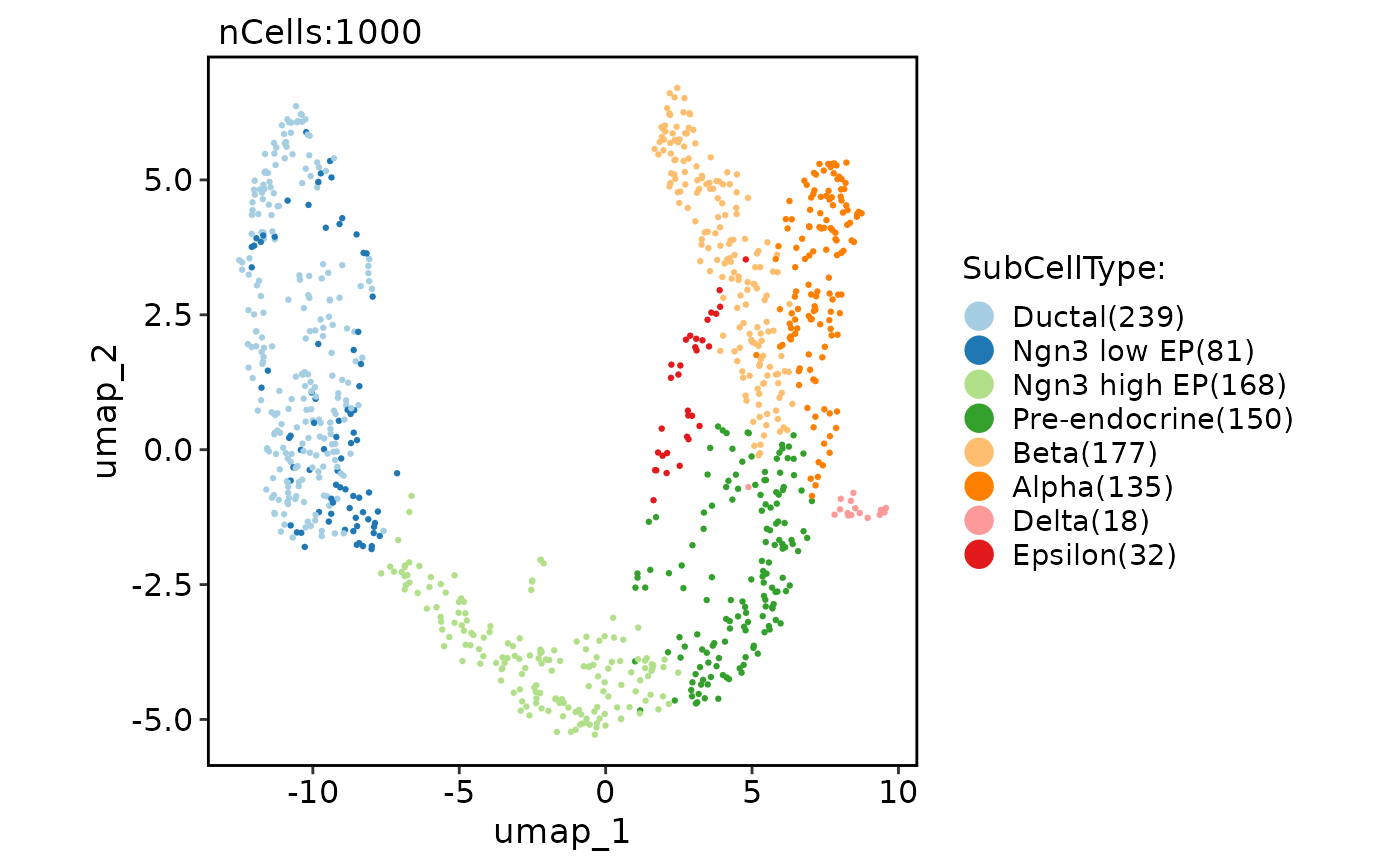 nCells:1000
umap_2
5.0
2.5
0.0
-2.5
-5.0
-10
-5
0
5
10
umap_1
SubCellType:
Ductal(239)
Ngn3 low EP(81)
Ngn3 high EP(168)
Pre-endocrine(150)
Beta(177)
Alpha(135)
Delta(18)
Epsilon(32)